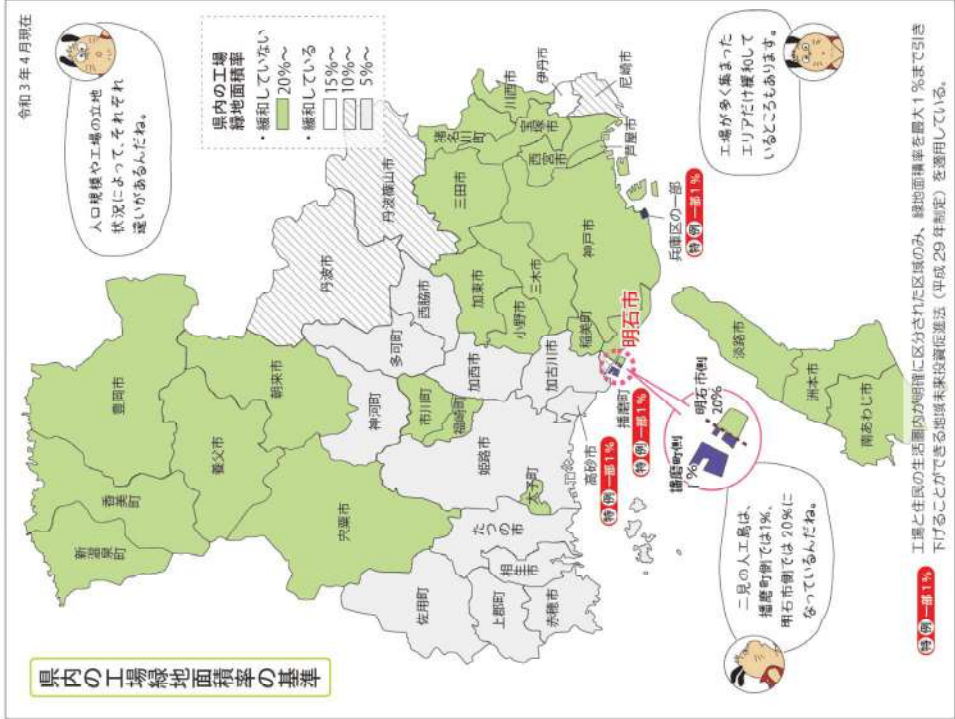 県内の工場緑地面積率の基準
令和3年4月現在
人口規模や工場の立地
状況によって、それぞれ
違いがあるんだね。
県内の工場
緑地面積率
・緩和していない
20%～
・緩和している
15%～
10%～
5%～
工場が多く集まった
エリアだけ緩和して
いるところもあります。
新温泉町
香美町
豊岡市
養父市
朝来市
宍粟市
丹波市
丹波篠山市
神河町
多可町
西脇市
市川町
福崎町
加西市
加東市
小野市
三木市
三田市
猪名川町
川西市
宝塚市
伊丹市
西宮市
芦屋市
尼崎市
神戸市
兵庫区の一部
特例 一部1%
稲美町
明石市
加古川市
播磨町
特例 一部1%
高砂市
特例 一部1%
姫路市
太子町
たつの市
相生市
佐用町
上郡町
赤穂市
淡路市
洲本市
南あわじ市
播磨町側
1%
明石市側
20%
二見の人工島は、
播磨町側では1%、
明石市側では20%に
なっているんだね。
特例 一部1%
工場と住民の生活圏内が明確に区分された区域のみ、緑地面積率を最大1%まで引き
下げることができる地域未来投資促進法（平成29年制定）を適用している。